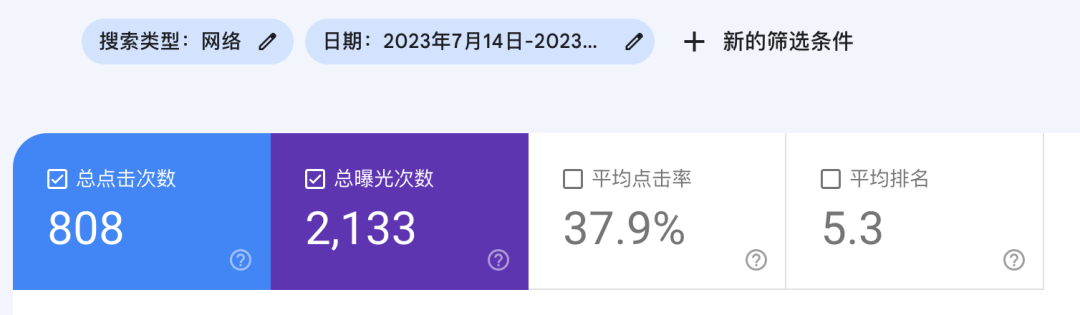 搜索类型：网络 日期：2023年7月14日-2023... + 新的筛选条件
总点击次数 总曝光次数 平均点击率 平均排名
808 2,133 37.9% 5.3